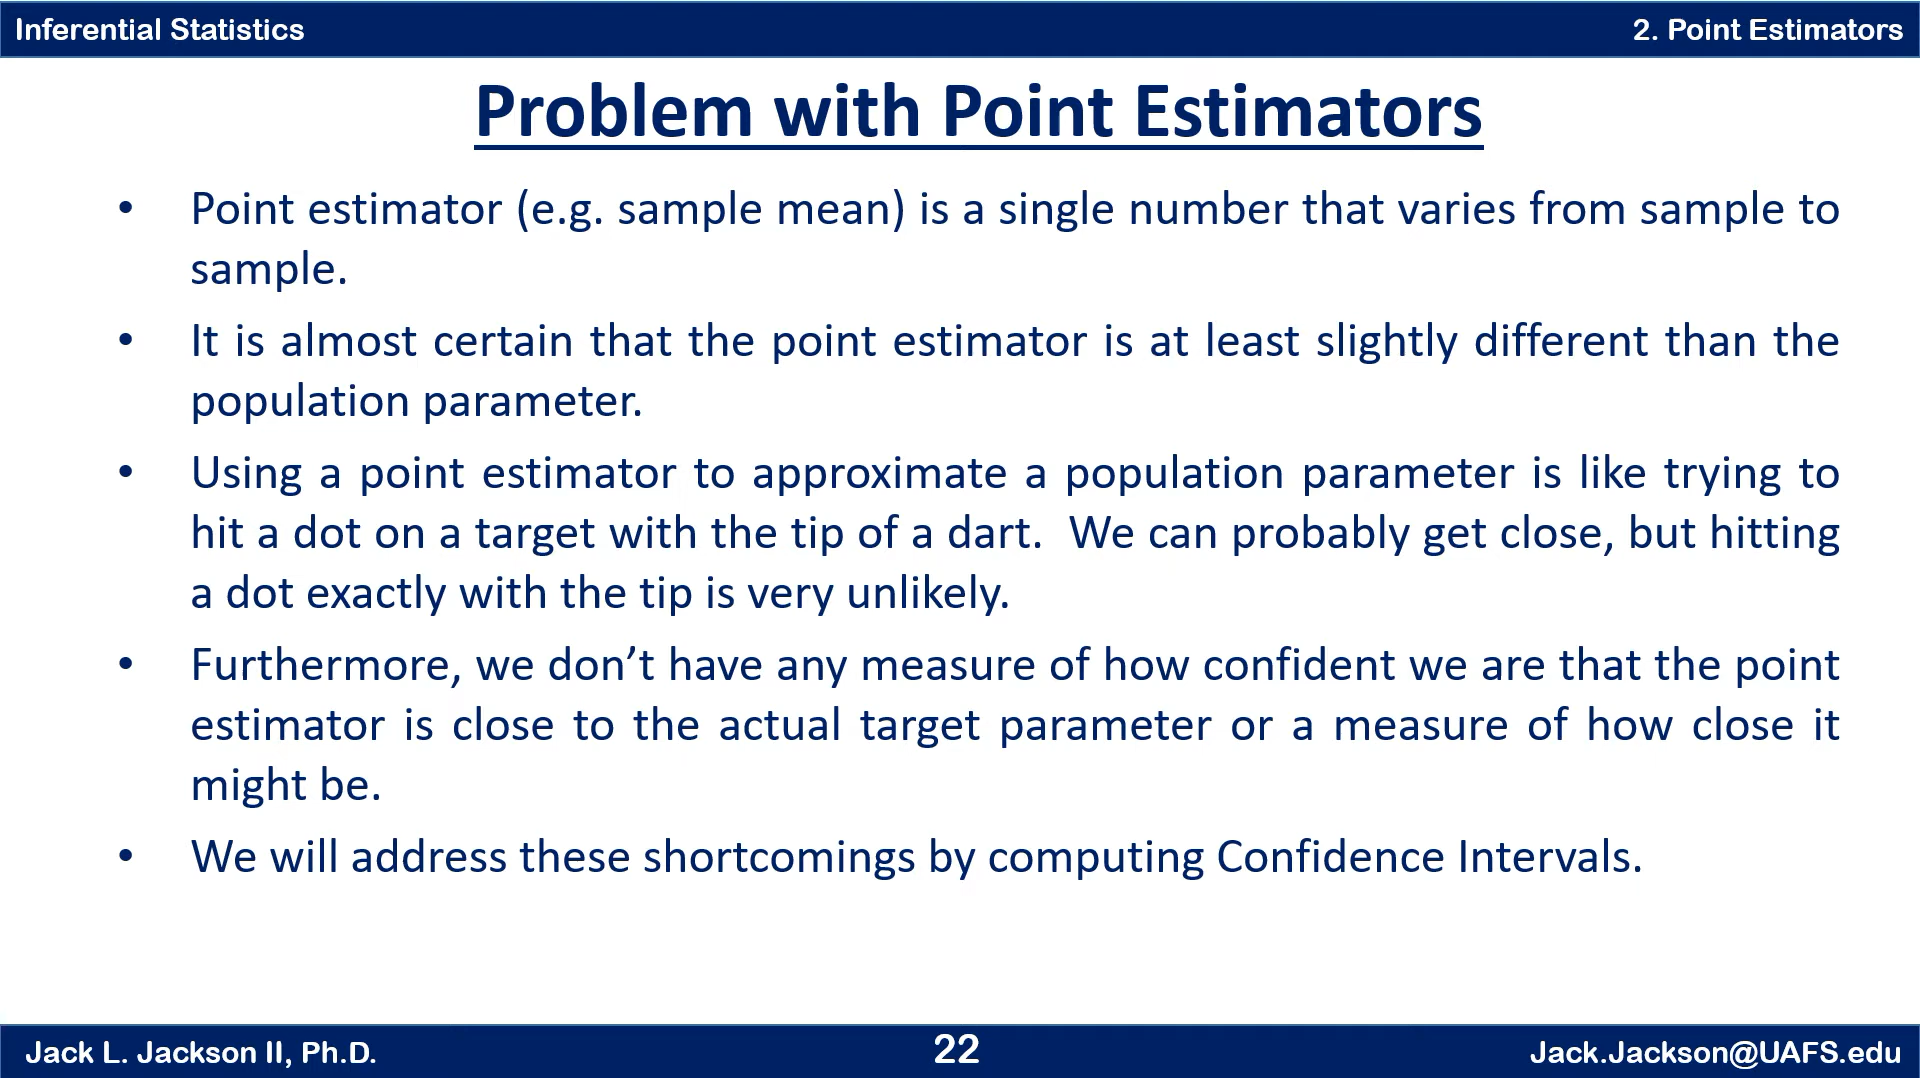 Inferential Statistics
2. Point Estimators
Problem with Point Estimators
• Point estimator (e.g. sample mean) is a single number that varies from sample to
sample.
• It is almost certain that the point estimator is at least slightly different than the
population parameter.
• Using a point estimator to approximate a population parameter is like trying to
hit a dot on a target with the tip of a dart.  We can probably get close, but hitting
a dot exactly with the tip is very unlikely.
• Furthermore, we don’t have any measure of how confident we are that the point
estimator is close to the actual target parameter or a measure of how close it
might be.
• We will address these shortcomings by computing Confidence Intervals.
Jack L. Jackson II, Ph.D.
22
Jack.Jackson@UAFS.edu